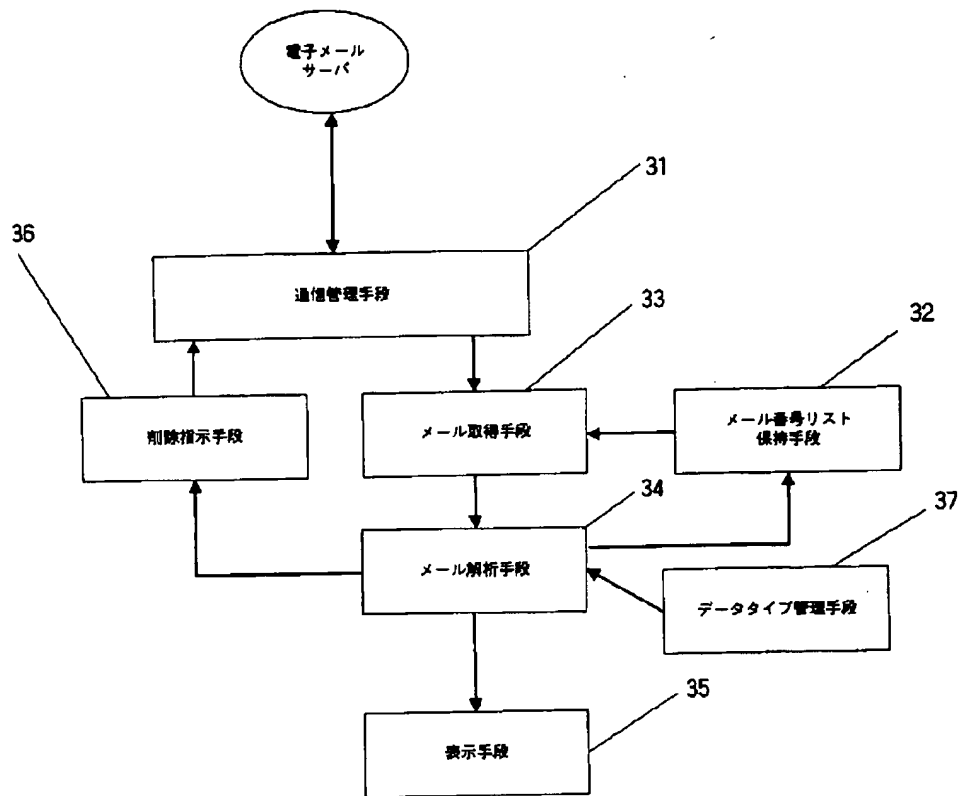 電子メール
サーバ
31
36
通信管理手段
33
32
削除指示手段
メール取得手段
メール番号リスト
保持手段
34
37
メール解析手段
データタイプ管理手段
35
表示手段